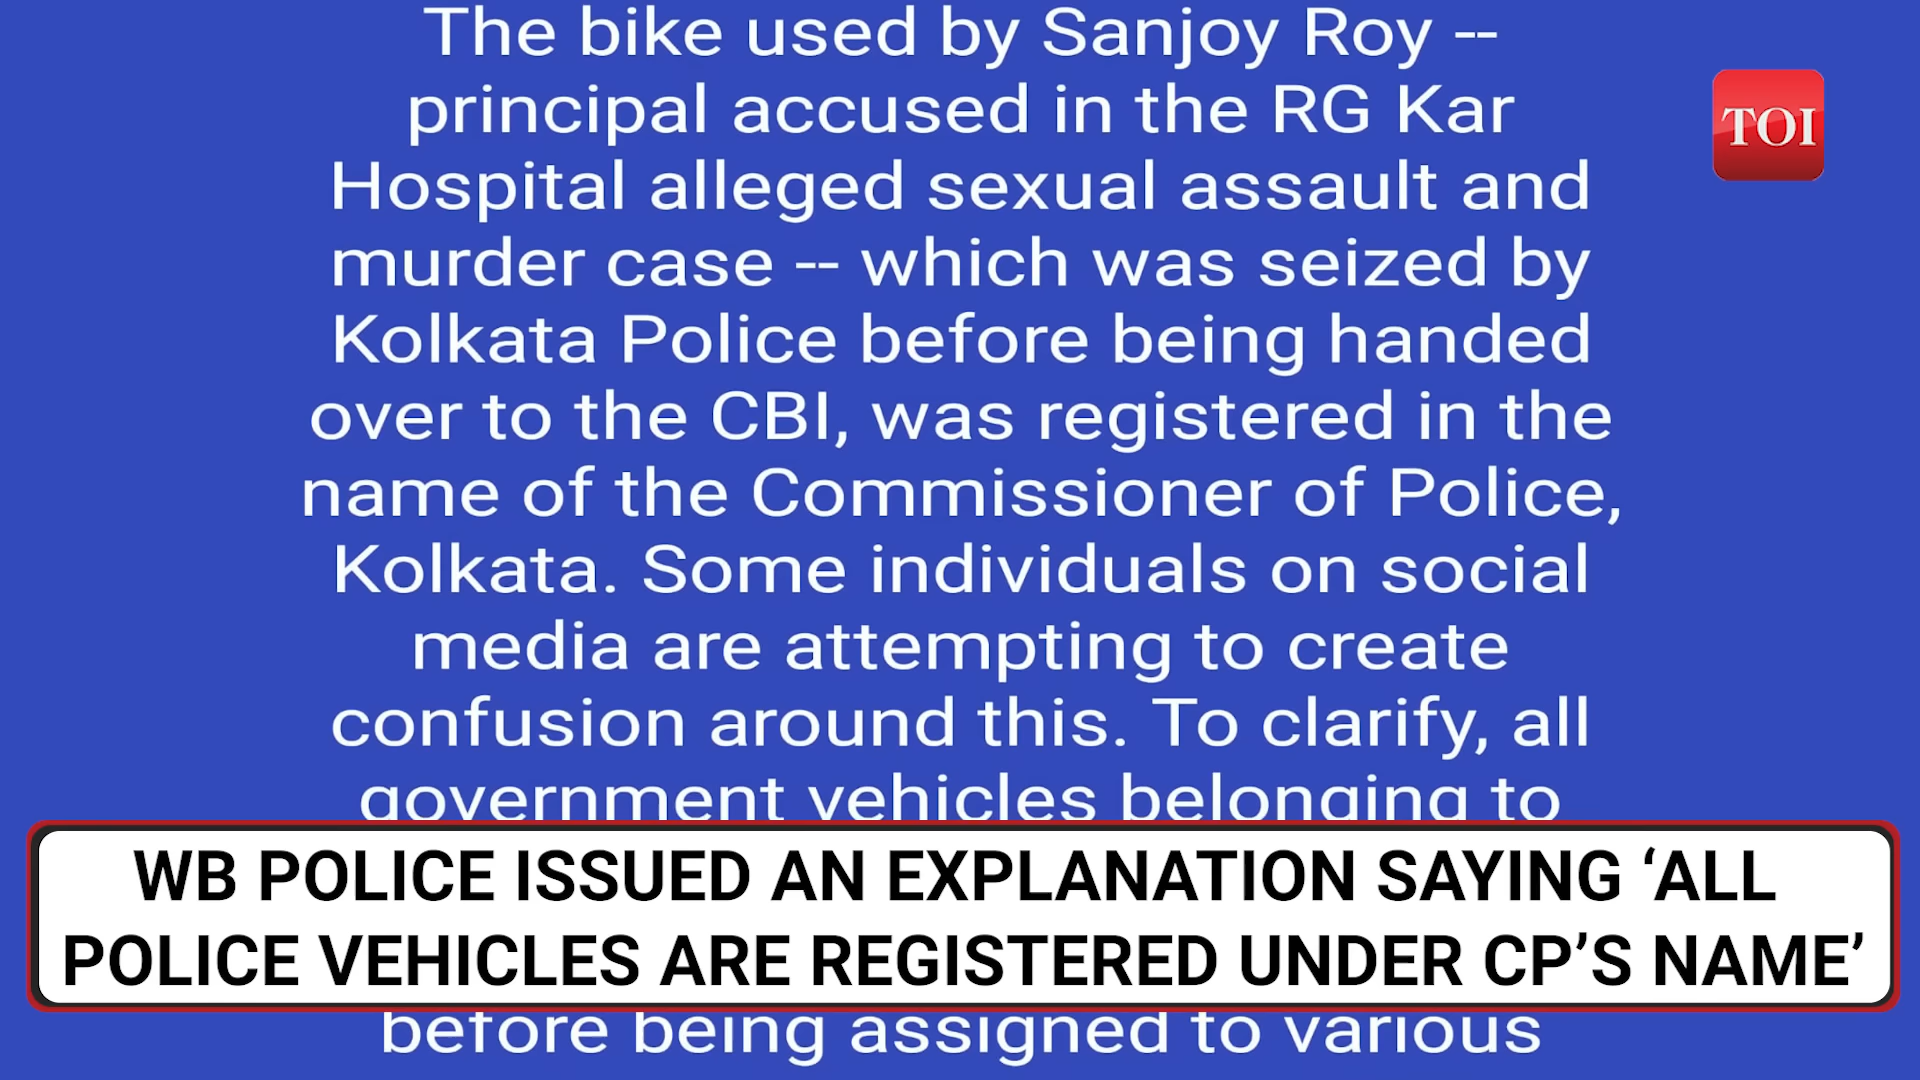 The bike used by Sanjoy Roy --
principal accused in the RG Kar
Hospital alleged sexual assault and
murder case -- which was seized by
Kolkata Police before being handed
over to the CBI, was registered in the
name of the Commissioner of Police,
Kolkata. Some individuals on social
media are attempting to create
confusion around this. To clarify, all
government vehicles belonging to
WB POLICE ISSUED AN EXPLANATION SAYING ‘ALL
POLICE VEHICLES ARE REGISTERED UNDER CP’S NAME’
before being assigned to various
TOI